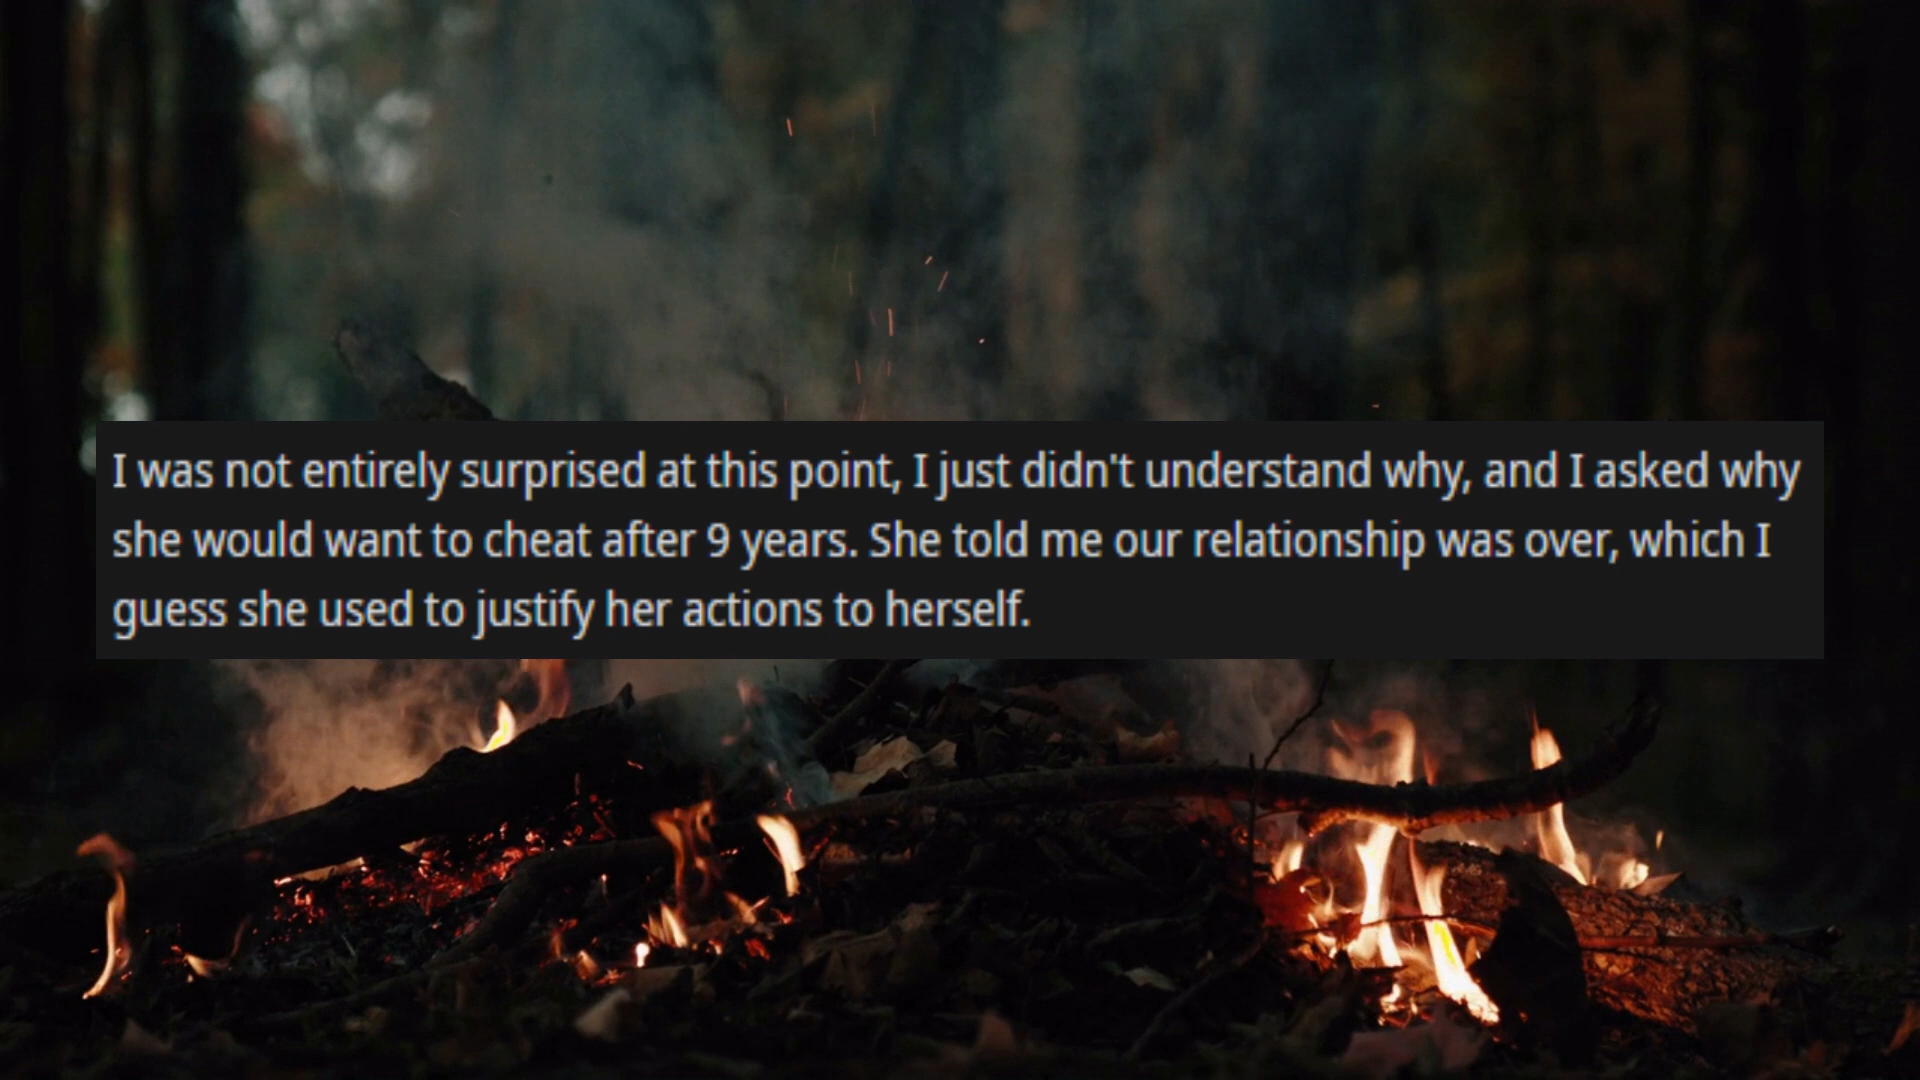 I was not entirely surprised at this point, I just didn't understand why, and I asked why
she would want to cheat after 9 years. She told me our relationship was over, which I
guess she used to justify her actions to herself.